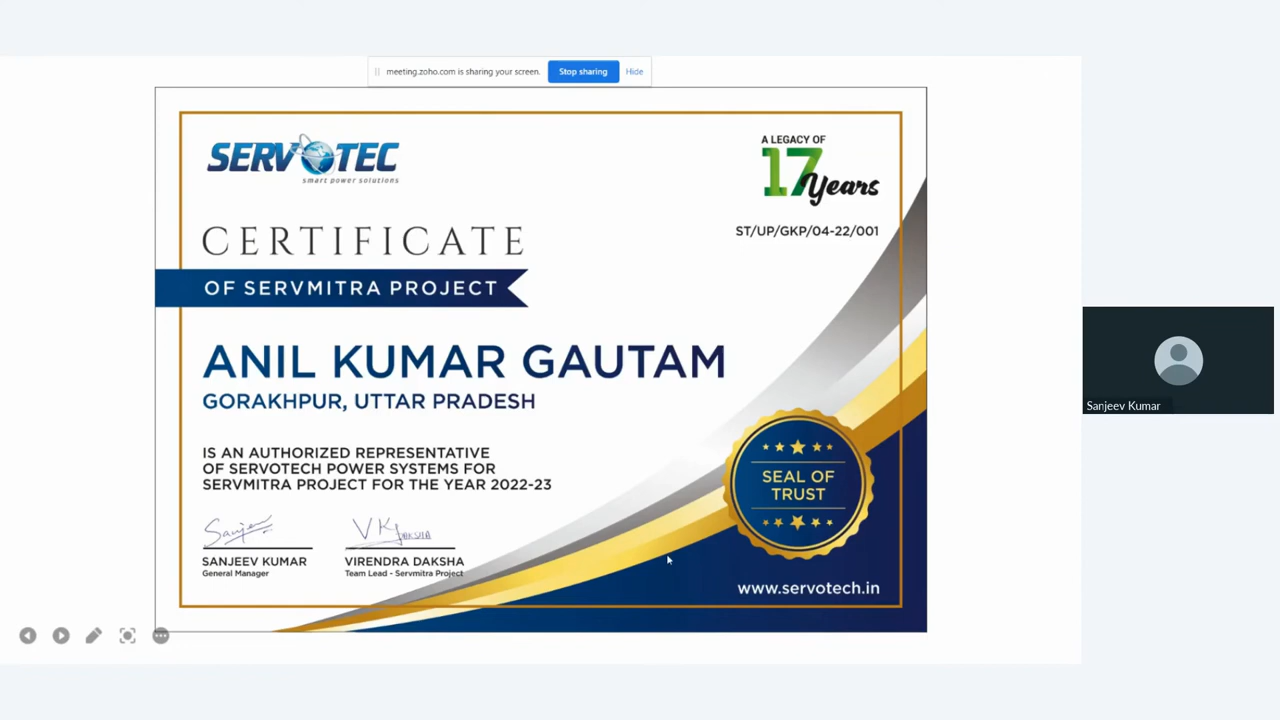 meeting.zoho.com is sharing your screen.
Stop sharing
Hide
SERVOTEC
smart power solutions
A LEGACY OF
17 Years
ST/UP/GKP/04-22/001
CERTIFICATE
OF SERVMITRA PROJECT
ANIL KUMAR GAUTAM
GORAKHPUR, UTTAR PRADESH
IS AN AUTHORIZED REPRESENTATIVE
OF SERVOTECH POWER SYSTEMS FOR
SERVMITRA PROJECT FOR THE YEAR 2022-23
SEAL OF
TRUST
Sanjeev
VKDAKSHA
SANJEEV KUMAR
General Manager
VIRENDRA DAKSHA
Team Lead - Servmitra Project
www.servotech.in
Sanjeev Kumar